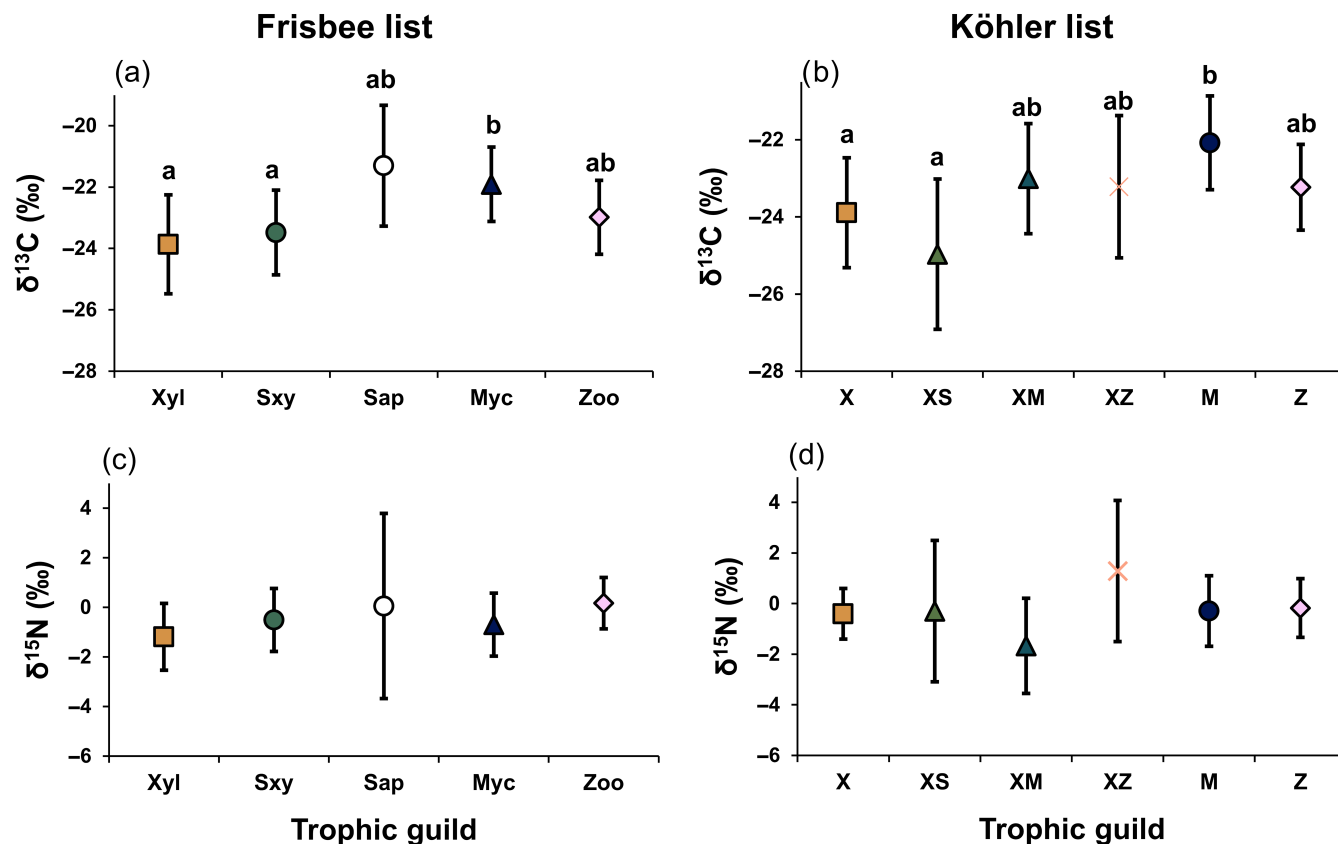 Frisbee list
Köhler list
(a)
ab
b
a
a
ab
–20
–22
–24
–26
–28
δ¹³C (‰)
Xyl Sxy Sap Myc Zoo
(b)
a
a
ab
ab
b
ab
–22
–24
–26
–28
δ¹³C (‰)
X XS XM XZ M Z
(c)
4
2
0
–2
–4
–6
δ¹⁵N (‰)
Xyl Sxy Sap Myc Zoo
Trophic guild
(d)
4
2
0
–2
–4
–6
δ¹⁵N (‰)
X XS XM XZ M Z
Trophic guild